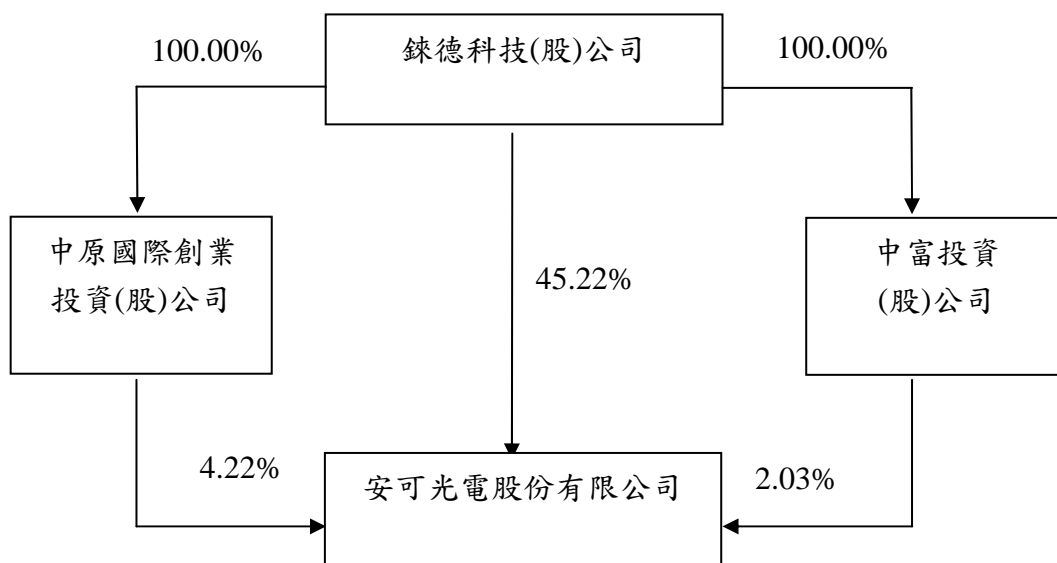 100.00%
錸德科技(股)公司
100.00%
中原國際創業
投資(股)公司
45.22%
中富投資
(股)公司
4.22%
安可光電股份有限公司
2.03%